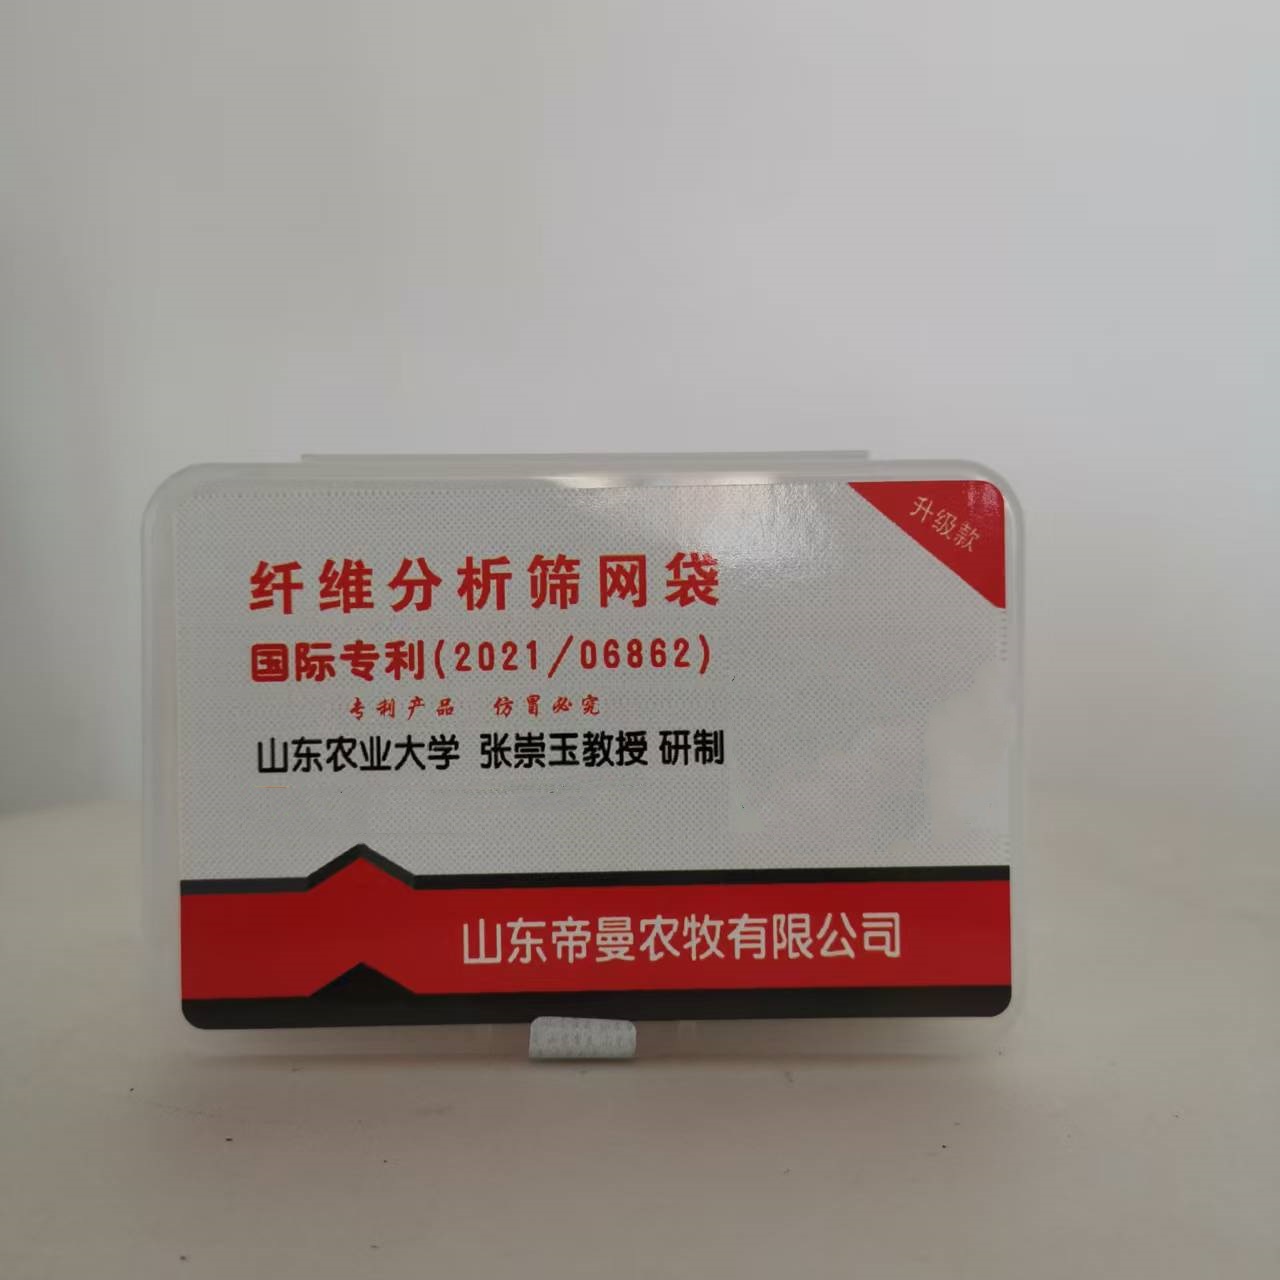 升级款
纤维分析筛网袋
国际专利(2021/06862)
专利产品 仿冒必究
山东农业大学 张崇玉教授 研制
山东帝曼农牧有限公司